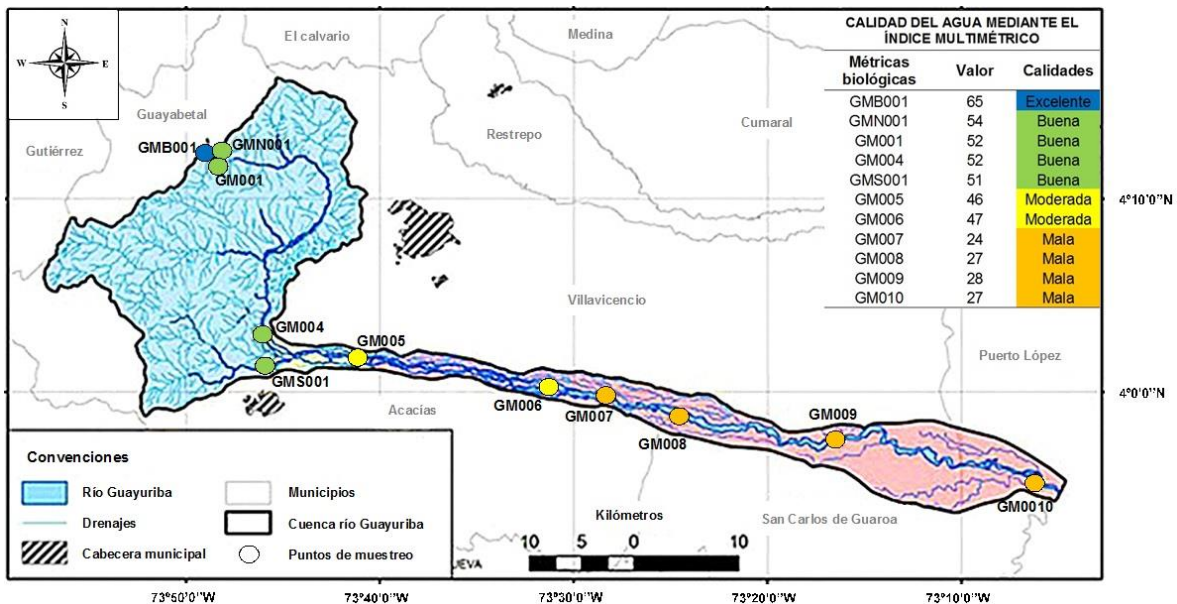 N
W E
S
El calvario
Medina
Guayabetal
Gutiérrez
Restrepo
Cumaral
GMB001
GMN001
GM001
CALIDAD DEL AGUA MEDIANTE EL
ÍNDICE MULTIMÉTRICO
Métricas biológicas Valor Calidades
GMB001 65 Excelente
GMN001 54 Buena
GM001 52 Buena
GM004 52 Buena
GMS001 51 Buena
GM005 46 Moderada
GM006 47 Moderada
GM007 24 Mala
GM008 27 Mala
GM009 28 Mala
GM010 27 Mala
4°10'0''N
Villavicencio
GM004
GM005
Puerto López
GMS001
4°0'0''N
Acacías
GM006
GM007
GM008
GM009
GM0010
San Carlos de Guaroa
Convenciones
Río Guayuriba
Municipios
Drenajes
Cuenca río Guayuriba
Cabecera municipal
Puntos de muestreo
Kilómetros
10 5 0 10
UEVA
73°50'0''W 73°40'0''W 73°30'0''W 73°20'0''W 73°10'0''W